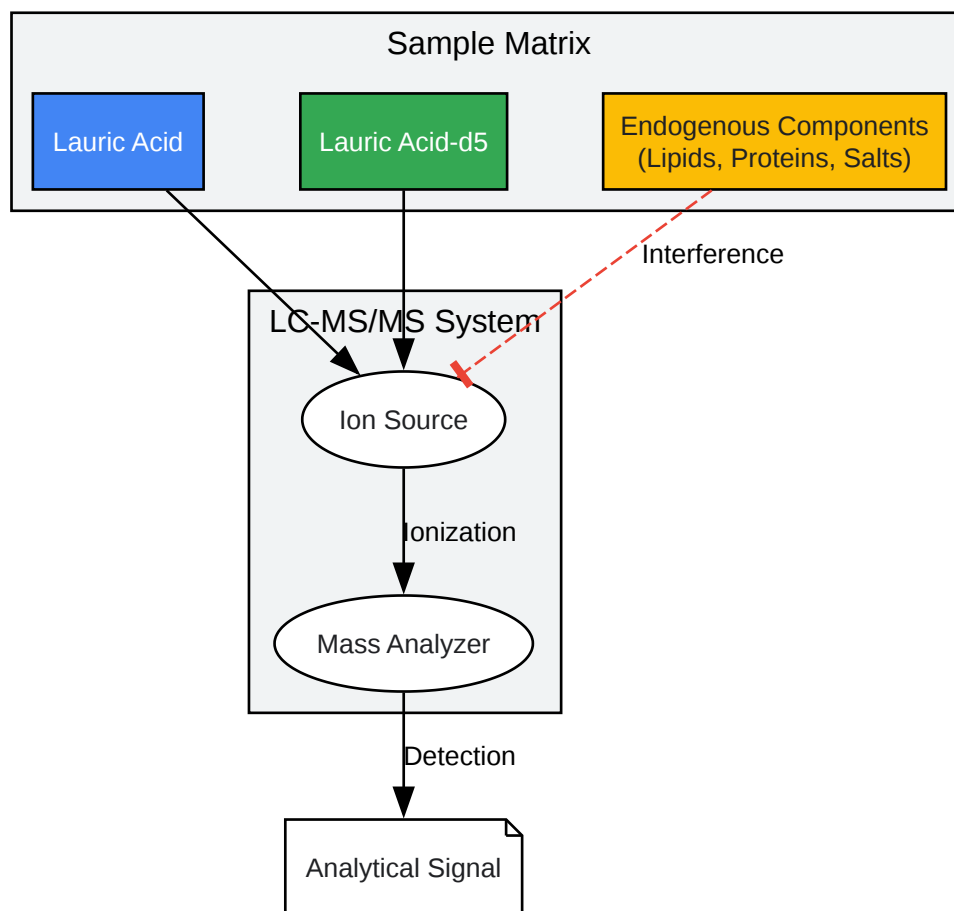 Sample Matrix
Lauric Acid
Lauric Acid-d5
Endogenous Components
(Lipids, Proteins, Salts)
Interference
LC-MS/MS System
Ion Source
Ionization
Mass Analyzer
Detection
Analytical Signal